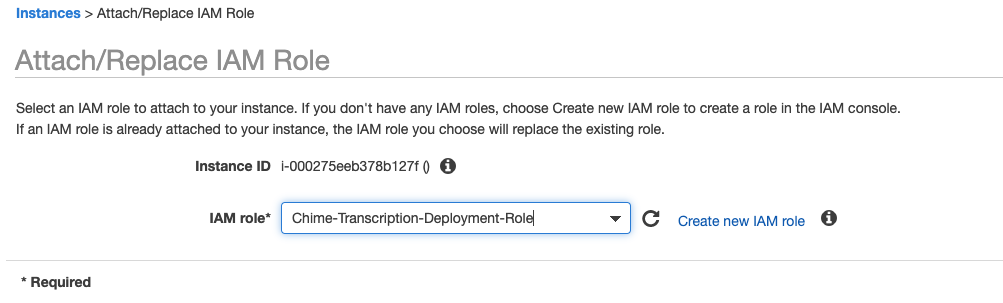 Instances > Attach/Replace IAM Role
Attach/Replace IAM Role
Select an IAM role to attach to your instance. If you don't have any IAM roles, choose Create new IAM role to create a role in the IAM console.
If an IAM role is already attached to your instance, the IAM role you choose will replace the existing role.
Instance ID i-000275eeb378b127f ()
IAM role* Chime-Transcription-Deployment-Role Create new IAM role
* Required